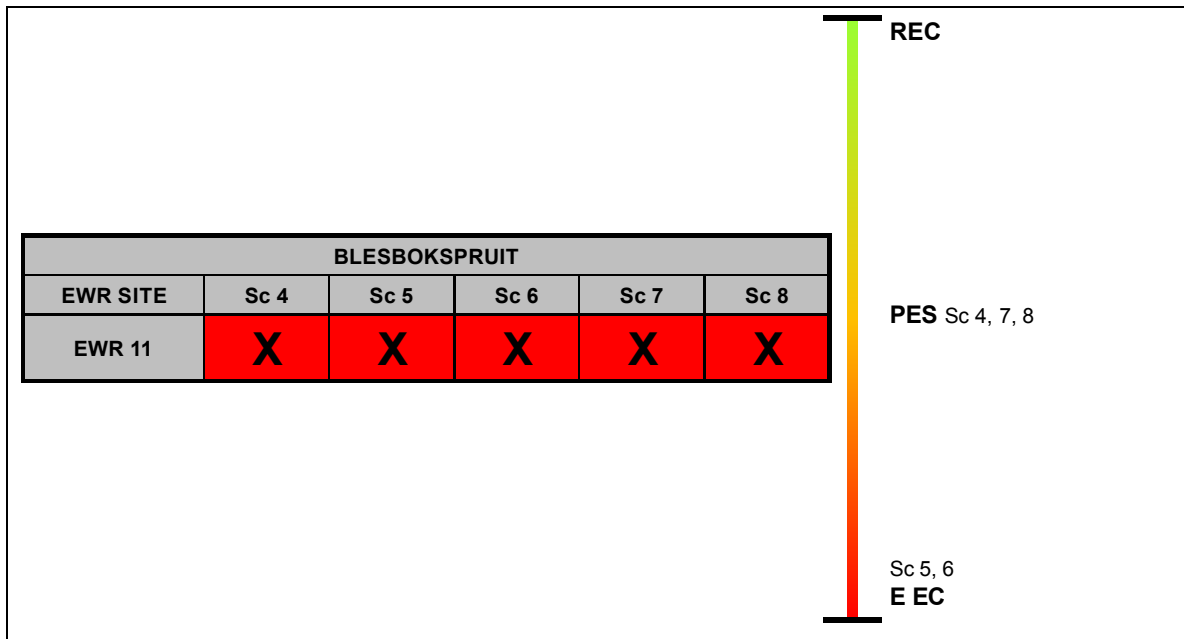 REC
BLESBOKSPRUIT
EWR SITE Sc 4 Sc 5 Sc 6 Sc 7 Sc 8
EWR 11 X X X X X
PES Sc 4, 7, 8
Sc 5, 6
E EC